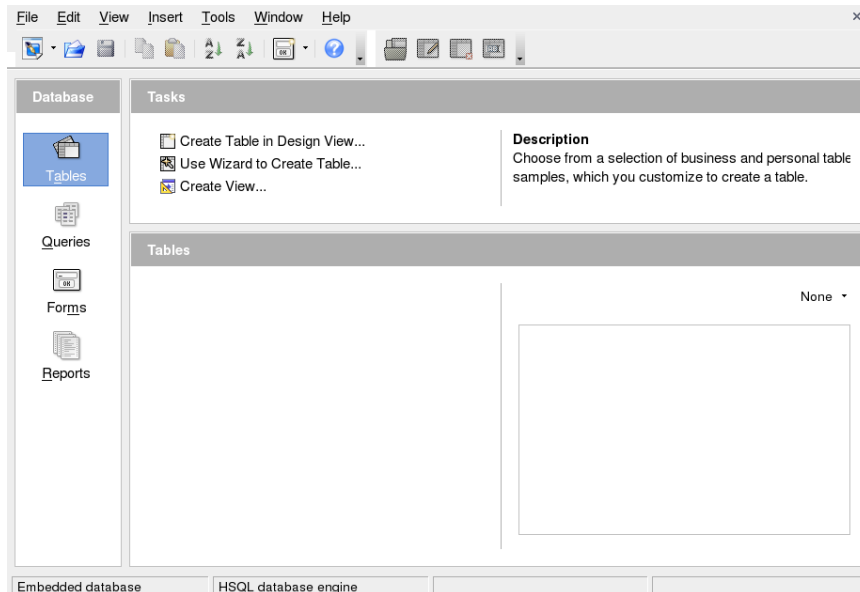 File Edit View Insert Tools Window Help
Database
Tables
Queries
Forms
Reports
Tasks
Create Table in Design View...
Use Wizard to Create Table...
Create View...
Description
Choose from a selection of business and personal table
samples, which you customize to create a table.
Tables
None
Embedded database
HSQL database engine